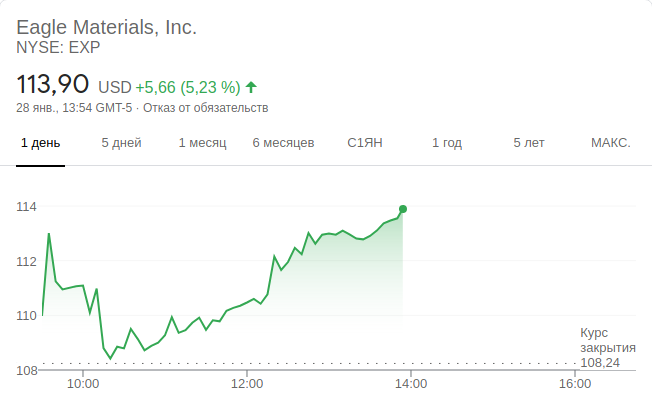 Eagle Materials, Inc.
NYSE: EXP
113,90 USD +5,66 (5,23 %)
28 янв., 13:54 GMT-5 · Отказ от обязательств
1 день 5 дней 1 месяц 6 месяцев С1ЯН 1 год 5 лет МАКС.
114
112
110
108
Курс
закрытия
108,24
10:00 12:00 14:00 16:00